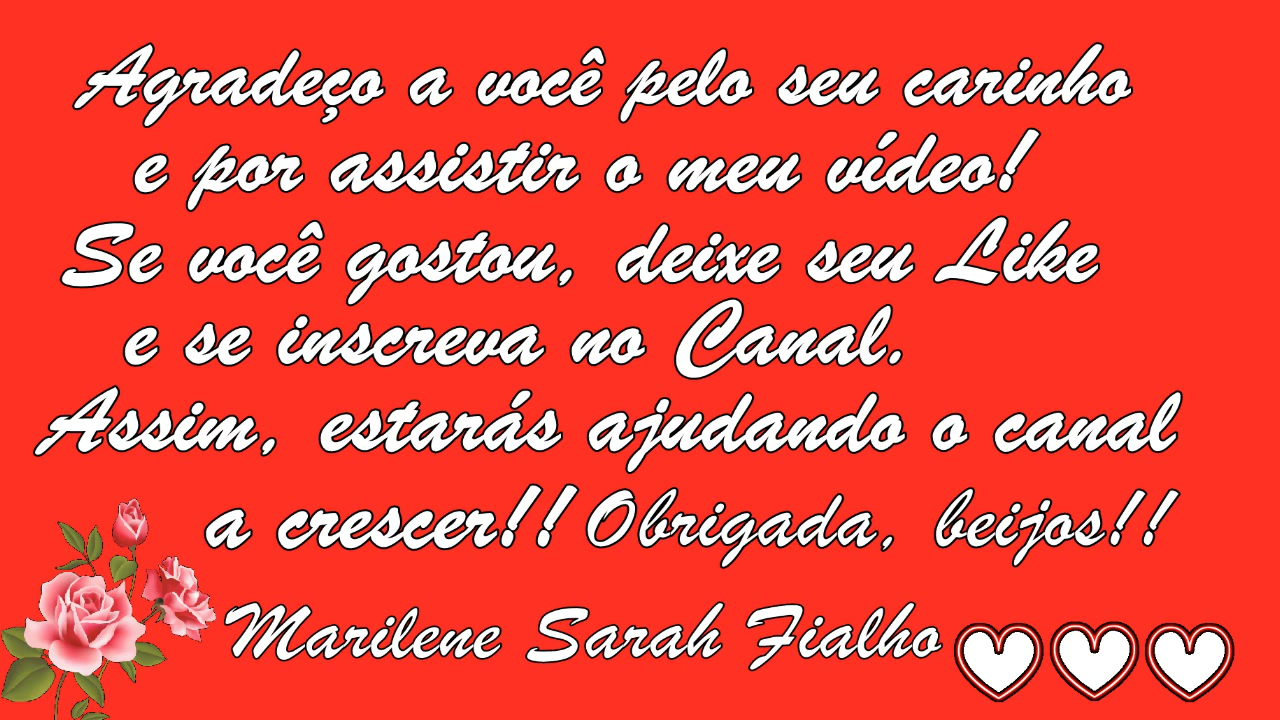 Agradeço a você pelo seu carinho
e por assistir o meu vídeo!
Se você gostou, deixe seu Like
e se inscreva no Canal.
Assim, estarás ajudando o canal
a crescer!! Obrigada, beijos!!
Marilene Sarah Fialho